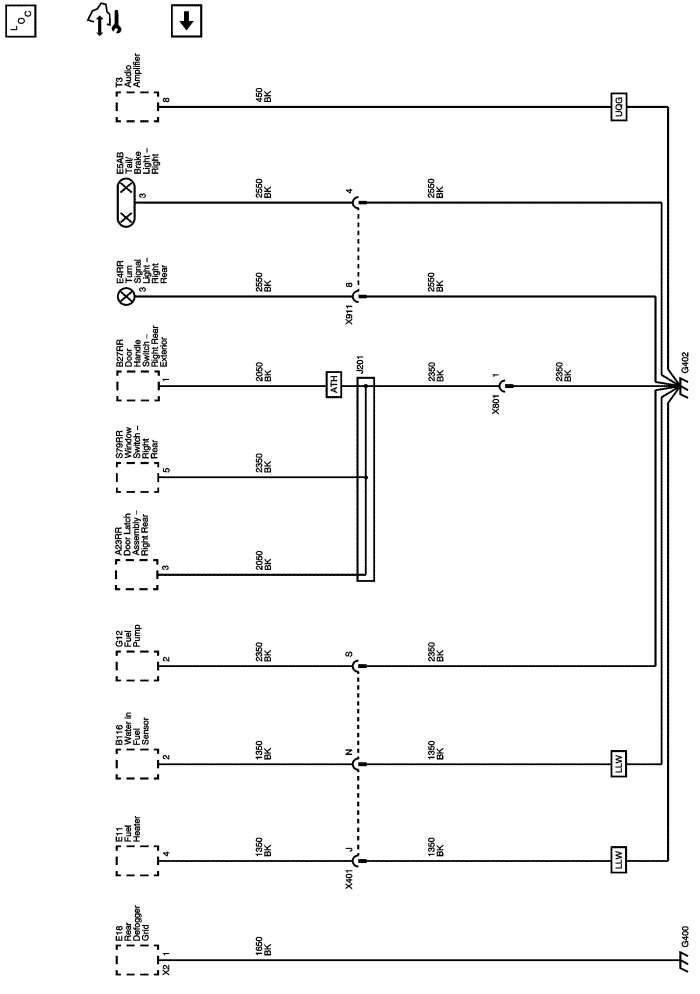 LOC
T3
Audio
Amplifier
8
450
BK
UQG
E5AB
Tail/
Brake
Light –
Right
3
2550
BK
4
2550
BK
E4RR
Turn
Signal
Light –
Right
Rear
3
2550
BK
8
X911
2550
BK
B27RR
Door
Handle
Switch –
Right Rear
Exterior
1
2050
BK
ATH
J201
2350
BK
1
X801
2350
BK
G402
S79RR
Window
Switch –
Right
Rear
5
2350
BK
A23RR
Door Latch
Assembly –
Right Rear
3
2050
BK
G12
Fuel
Pump
2
2350
BK
S
2350
BK
B116
Water in
Fuel
Sensor
2
1350
BK
N
1350
BK
LLW
E11
Fuel
Heater
4
1350
BK
J
X401
1350
BK
LLW
E18
Rear
Defogger
Grid
1
X2
1650
BK
G400